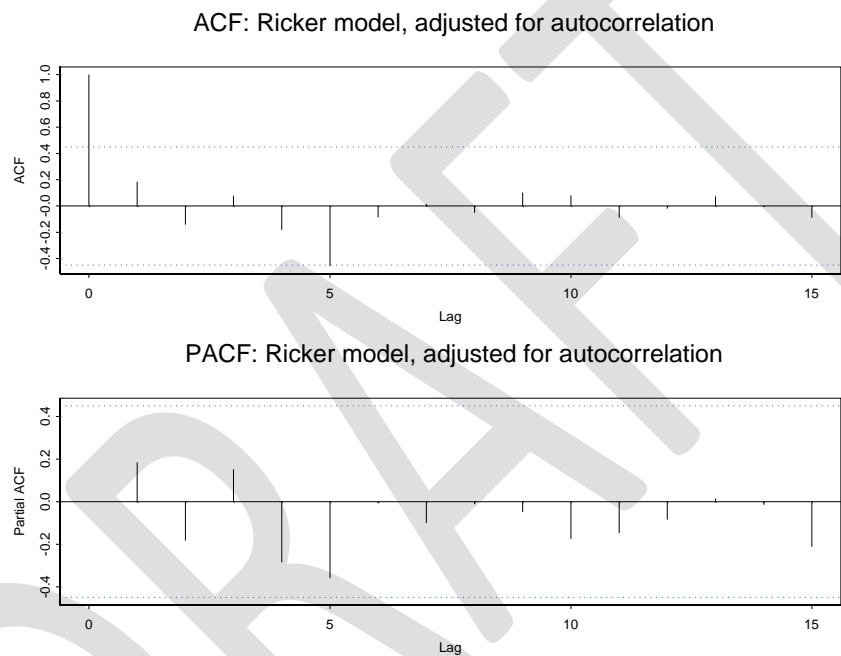 ACF: Ricker model, adjusted for autocorrelation
ACF
-0.4 -0.2 -0.0 0.2 0.4 0.6 0.8 1.0
0 5 10 15
Lag
PACF: Ricker model, adjusted for autocorrelation
Partial ACF
-0.4 -0.2 0.0 0.2 0.4
0 5 10 15
Lag
DRAFT